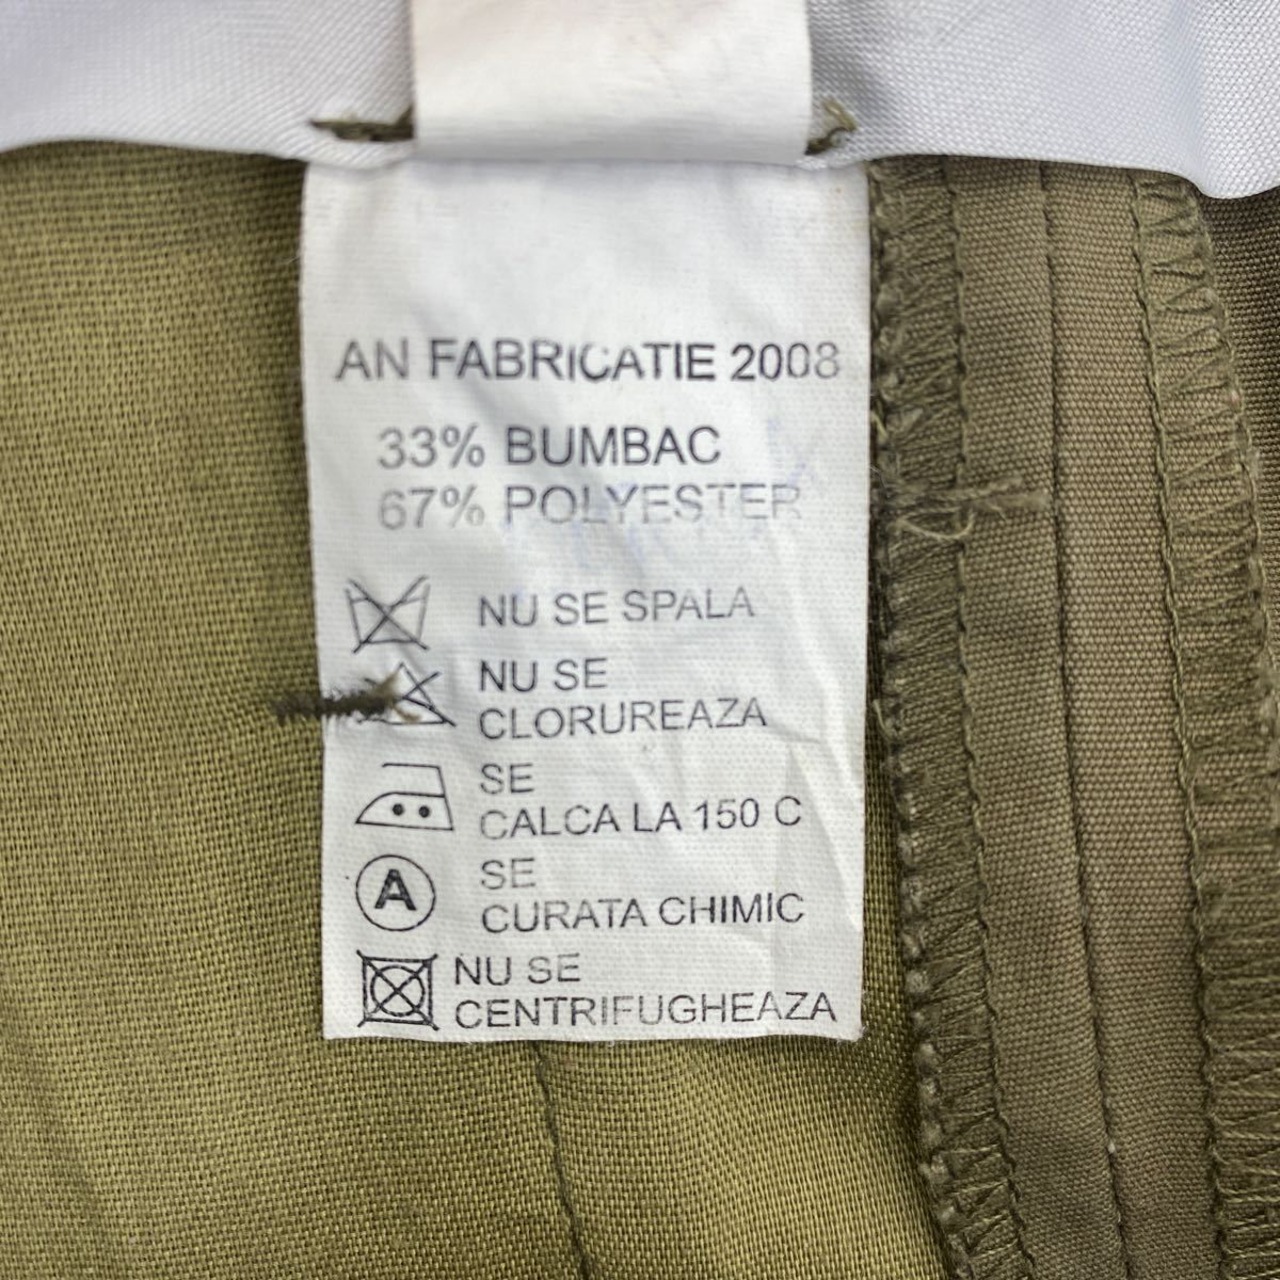 AN FABRICATIE 2008
33% BUMBAC
67% POLYESTER
NU SE SPALA
NU SE
CLORUREAZA
SE
CALCA LA 150 C
A
SE
CURATA CHIMIC
NU SE
CENTRIFUGHEAZA